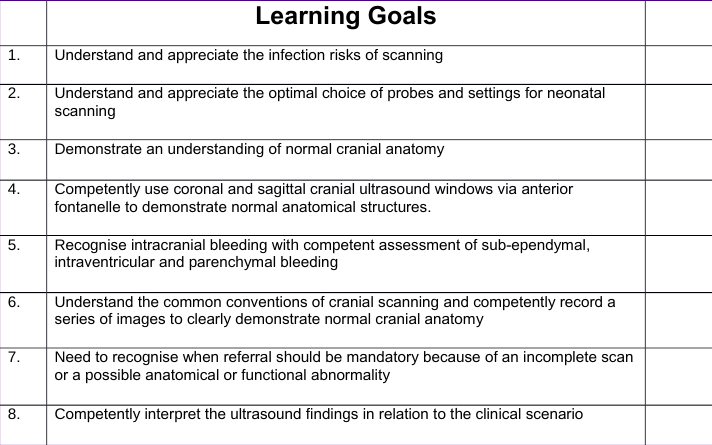 Learning Goals
1. Understand and appreciate the infection risks of scanning
2. Understand and appreciate the optimal choice of probes and settings for neonatal
scanning
3. Demonstrate an understanding of normal cranial anatomy
4. Competently use coronal and sagittal cranial ultrasound windows via anterior
fontanelle to demonstrate normal anatomical structures.
5. Recognise intracranial bleeding with competent assessment of sub-ependymal,
intraventricular and parenchymal bleeding
6. Understand the common conventions of cranial scanning and competently record a
series of images to clearly demonstrate normal cranial anatomy
7. Need to recognise when referral should be mandatory because of an incomplete scan
or a possible anatomical or functional abnormality
8. Competently interpret the ultrasound findings in relation to the clinical scenario